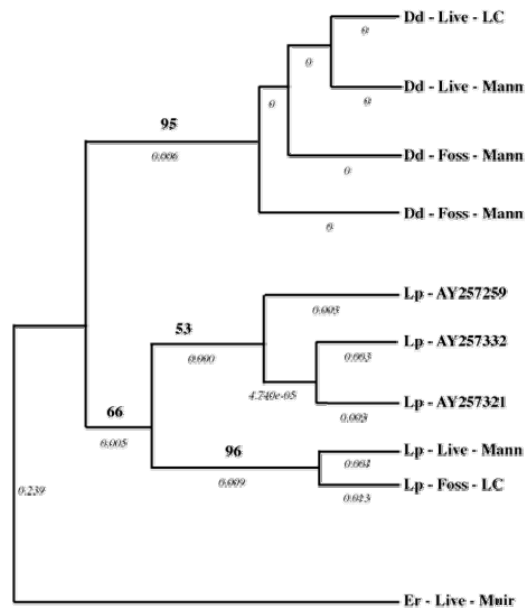 Dd - Live - LC
0
0
Dd - Live - Mann
0
0
95
0.006
Dd - Foss - Mann
0
Dd - Foss - Mann
0
Lp - AY257259
0.003
53
0.000
Lp - AY257332
0.003
4.740e-05
Lp - AY257321
0.003
66
0.005
96
0.009
Lp - Live - Mann
Lp - Foss - LC
0.013
0.239
Er - Live - Muir